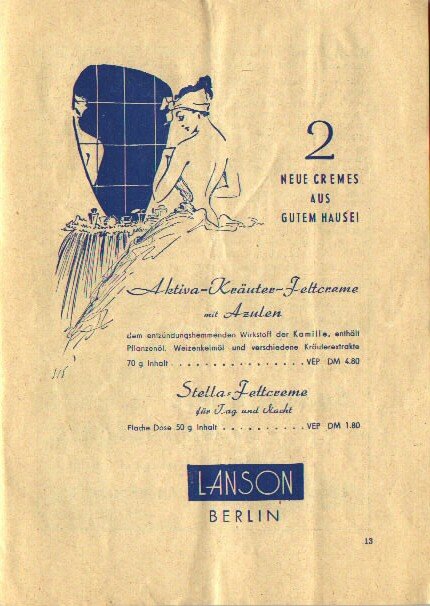 2
NEUE CREMES
AUS
GUTEM HAUSE!
Aktiva-Kräuter-Fettcreme
mit Azulen
dem entzündungshemmenden Wirkstoff der Kamille, enthält
Pflanzenöl, Weizenkeimöl und verschiedene Kräuterextrakte
70 g Inhalt . . . . . . . . . . . . . . . . VEP DM 4.80
Stella-Fettcreme
für Tag und Nacht
Flache Dose 50 g Inhalt . . . . . . . . . . VEP DM 1.80
LANSON
BERLIN
13